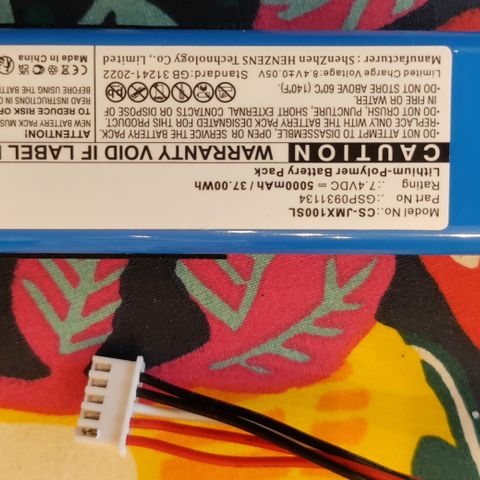 Model No.: CS-JMX100SL
Part No : GSP0931134
Rating : 7.4VDC ⎓ 5000mAh / 37.00Wh
Lithium-Polymer Battery Pack
CAUTION WARRANTY VOID IF LABEL
·DO NOT ATTEMPT TO DISASSEMBLE, OPEN OR SERVICE THE BATTERY PACK.
·DO NOT CRUSH, PUNCTURE, SHORT EXTERNAL CONTACTS OR DISPOSE OF
IN FIRE OR WATER.
·REPLACE ONLY WITH THE BATTERY PACK DESIGNATED FOR THIS PRODUCT.
·DO NOT STORE ABOVE 60°C (140°F).
Limited Charge Voltage: 8.4V±0.05V Standard:GB 31241-2022
Manufacturer : Shenzhen HENZENS Technology Co., Limited
ATTENTION!
BATTERY PACK MUS
TO REDUCE RISK OF
READ INSTRUCTIONS IN
BEFORE USING THE BATTER
CE
Made in China